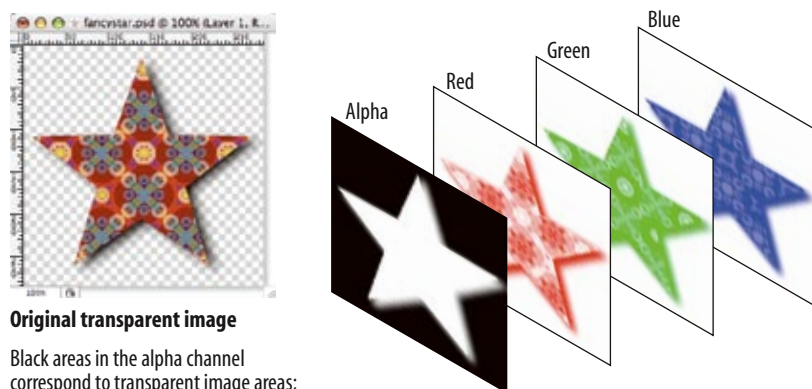 fancystar.psd @ 100% (Layer 1, R...
100%
Original transparent image
Black areas in the alpha channel
correspond to transparent image areas;
Alpha
Red
Green
Blue